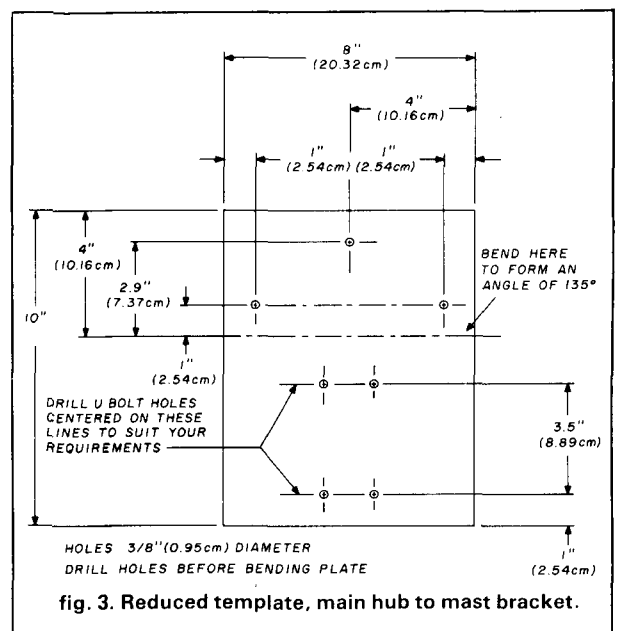 8"
(20.32cm)
4"
(10.16cm)
1" 1"
(2.54cm) (2.54cm)
4"
(10.16cm)
2.9"
(7.37cm)
10"
1"
(2.54cm)
BEND HERE
TO FORM AN
ANGLE OF 135°
DRILL U BOLT HOLES
CENTERED ON THESE
LINES TO SUIT YOUR
REQUIREMENTS
3.5"
(8.89cm)
1"
(2.54cm)
HOLES 3/8"(0.95cm) DIAMETER
DRILL HOLES BEFORE BENDING PLATE
fig. 3. Reduced template, main hub to mast bracket.